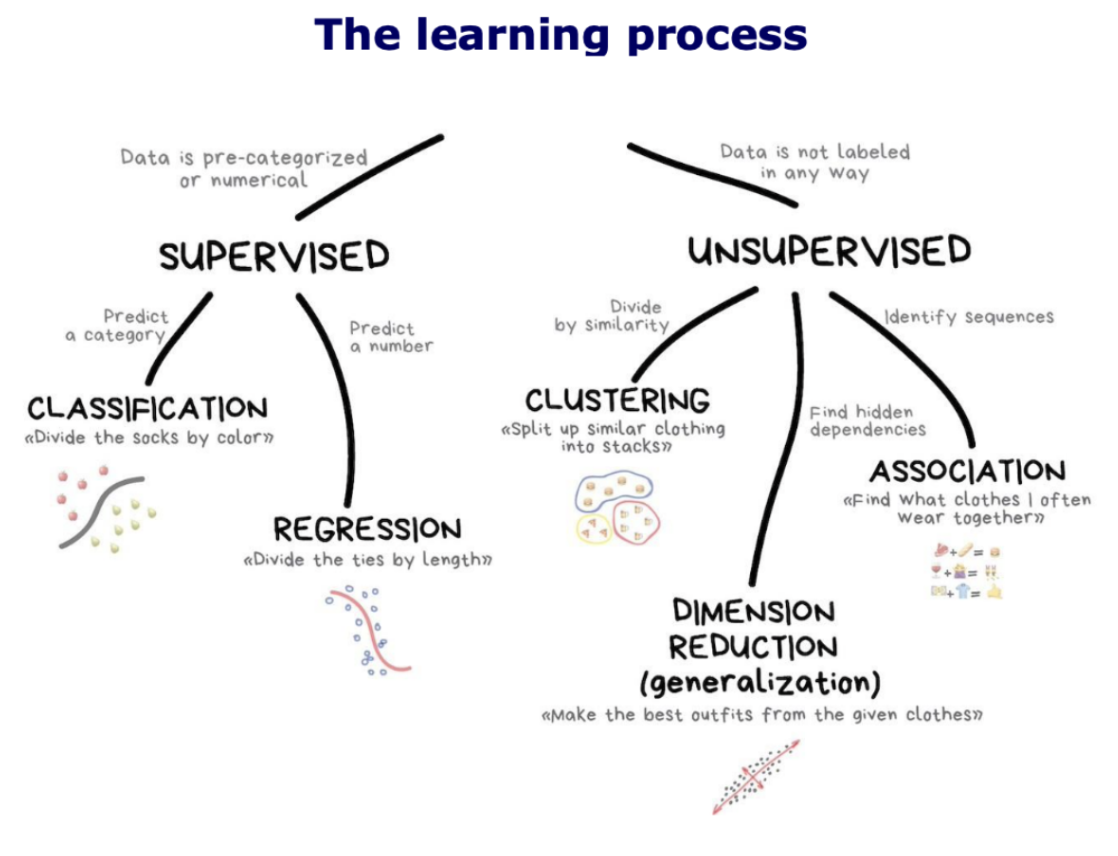 The learning process
Data is pre-categorized
or numerical
Data is not labeled
in any way
SUPERVISED
UNSUPERVISED
Predict
a category
Predict
a number
Divide
by similarity
Identify sequences
CLASSIFICATION
«Divide the socks by color»
CLUSTERING
«Split up similar clothing
into stacks»
Find hidden
dependencies
ASSOCIATION
«Find what clothes I often
wear together»
REGRESSION
«Divide the ties by length»
+ =
+ =
+ =
DIMENSION
REDUCTION
(generalization)
«Make the best outfits from the given clothes»